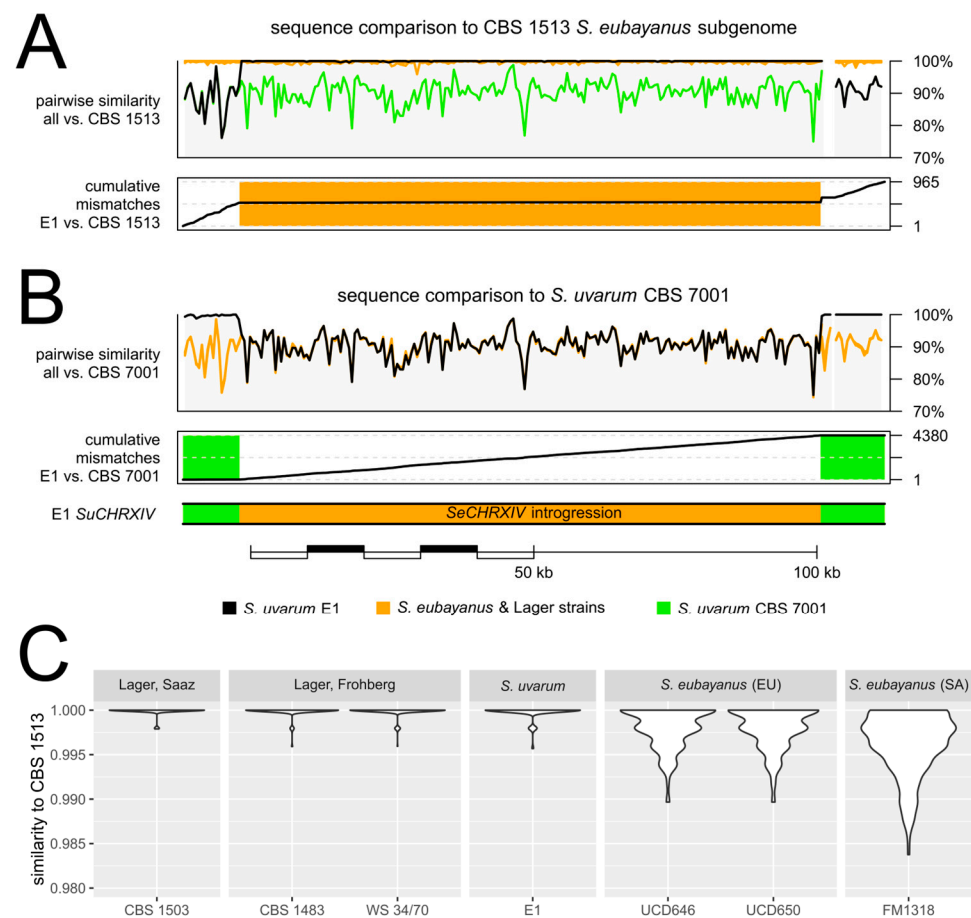 A
sequence comparison to CBS 1513 S. eubayanus subgenome
pairwise similarity
all vs. CBS 1513
100%
90%
80%
70%
cumulative
mismatches
E1 vs. CBS 1513
965
1
B
sequence comparison to S. uvarum CBS 7001
pairwise similarity
all vs. CBS 7001
100%
90%
80%
70%
cumulative
mismatches
E1 vs. CBS 7001
4380
1
E1 SuCHRXIV
SeCHRXIV introgression
50 kb
100 kb
S. uvarum E1
S. eubayanus & Lager strains
S. uvarum CBS 7001
C
Lager, Saaz
Lager, Frohberg
S. uvarum
S. eubayanus (EU)
S. eubayanus (SA)
similarity to CBS 1513
1.000
0.995
0.990
0.985
0.980
CBS 1503
CBS 1483
WS 34/70
E1
UCD646
UCD650
FM1318